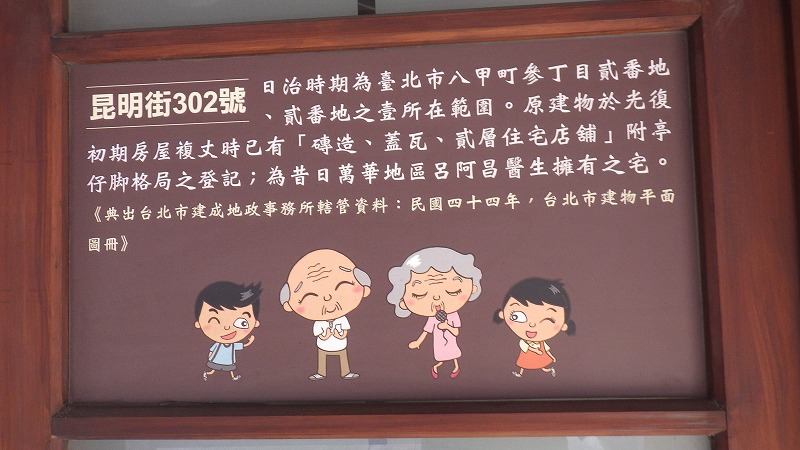 昆明街302號
日治時期為臺北市八甲町參丁目貳番地
、貳番地之壹所在範圍。原建物於光復
初期房屋複丈時已有「磚造、蓋瓦、貳層住宅店舖」附亭
仔脚格局之登記；為昔日萬華地區呂阿昌醫生擁有之宅。
《典出台北市建成地政事務所轄管資料：民國四十四年，台北市建物平面
圖冊》